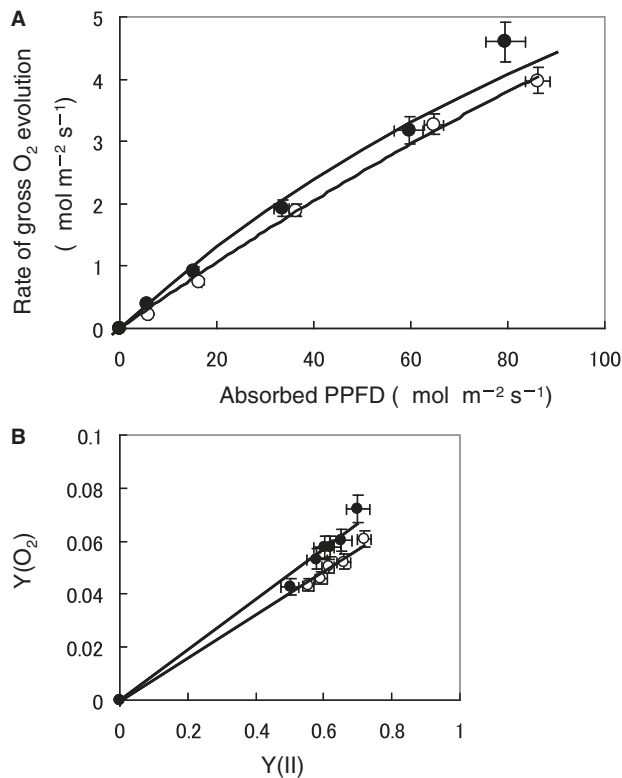 A
Rate of gross O₂ evolution
( mol m⁻² s⁻¹)
5
4
3
2
1
0
0 20 40 60 80 100
Absorbed PPFD ( mol m⁻² s⁻¹)
B
Y(O₂)
0.1
0.08
0.06
0.04
0.02
0
0 0.2 0.4 0.6 0.8 1
Y(II)